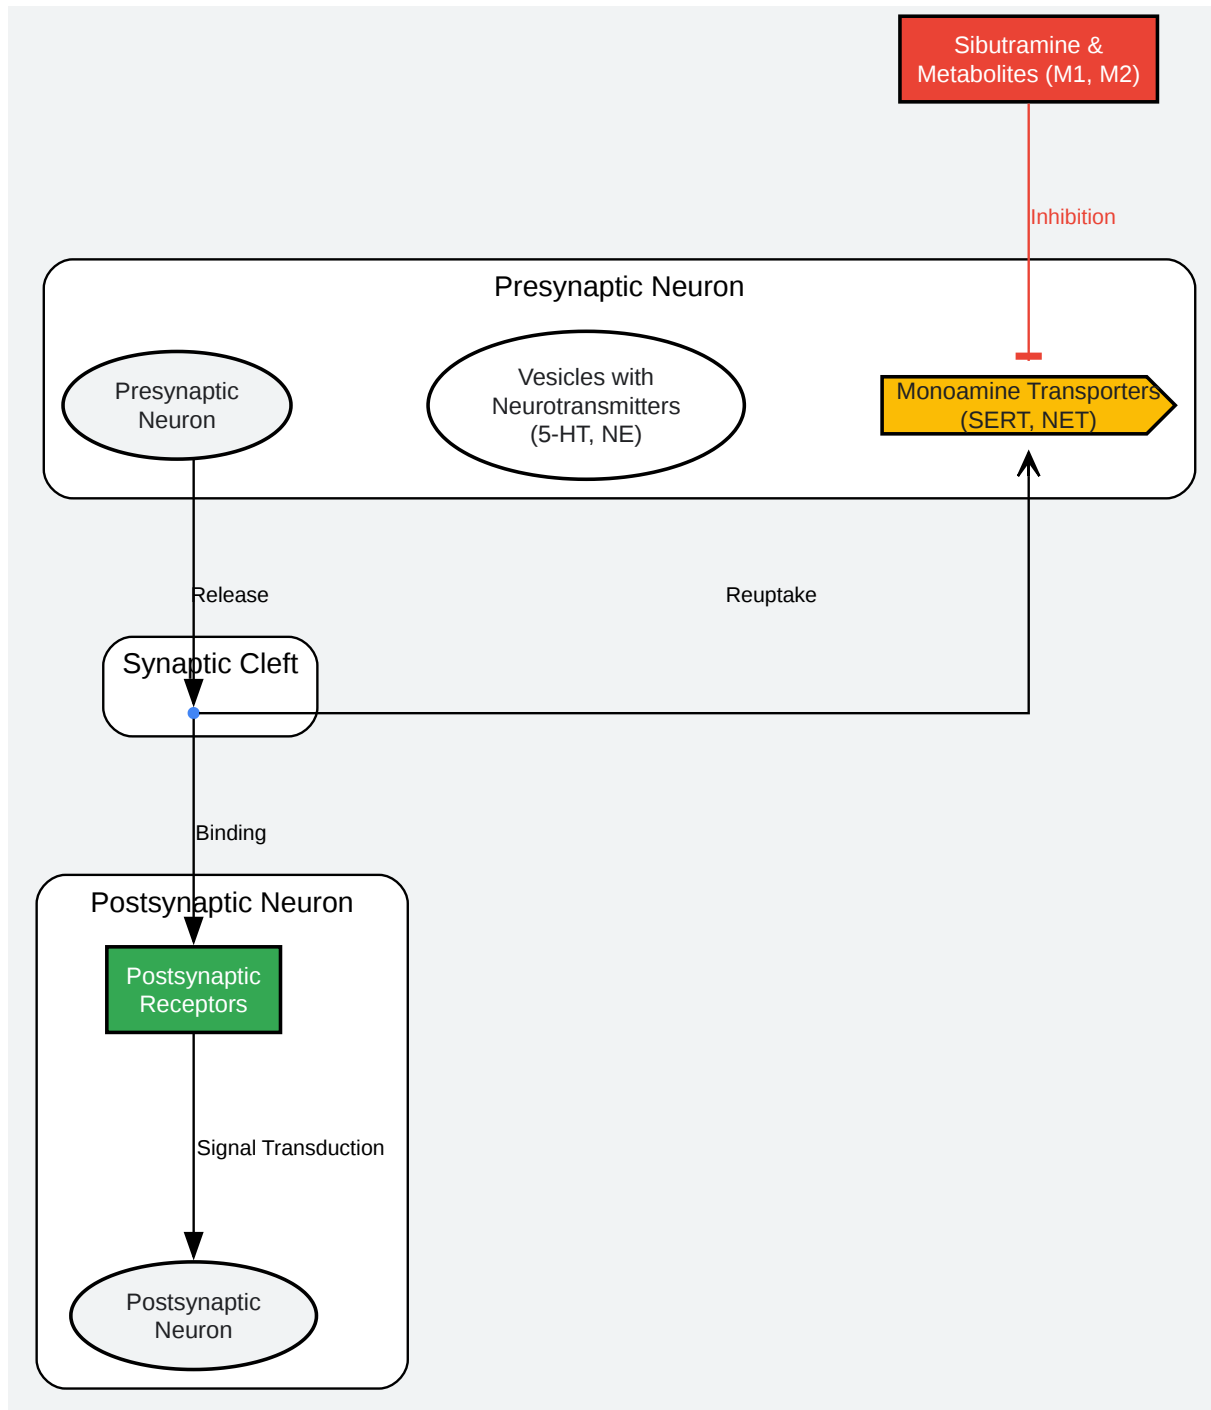 Sibutramine &
Metabolites (M1, M2)
Inhibition
Presynaptic Neuron
Presynaptic
Neuron
Vesicles with
Neurotransmitters
(5-HT, NE)
Monoamine Transporters
(SERT, NET)
Release
Reuptake
Synaptic Cleft
Binding
Postsynaptic Neuron
Postsynaptic
Receptors
Signal Transduction
Postsynaptic
Neuron